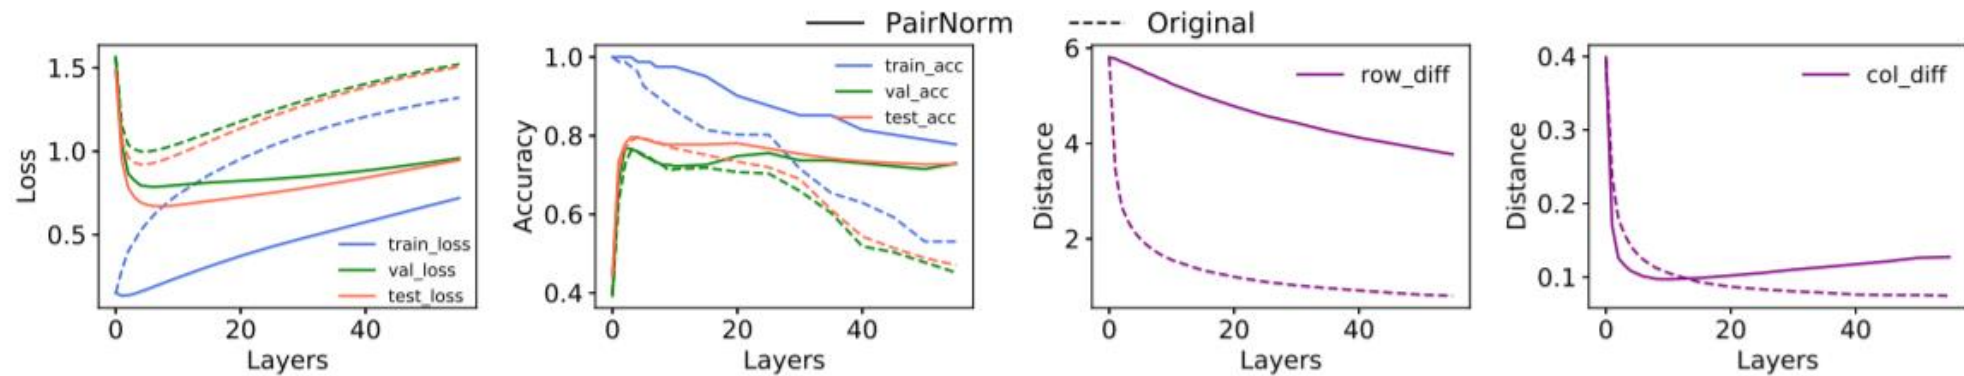 PairNorm Original
Loss
1.5
1.0
0.5
train_loss
val_loss
test_loss
0 20 40
Layers
Accuracy
1.0
0.8
0.6
0.4
train_acc
val_acc
test_acc
0 20 40
Layers
Distance
6
4
2
row_diff
0 20 40
Layers
Distance
0.4
0.3
0.2
0.1
col_diff
0 20 40
Layers